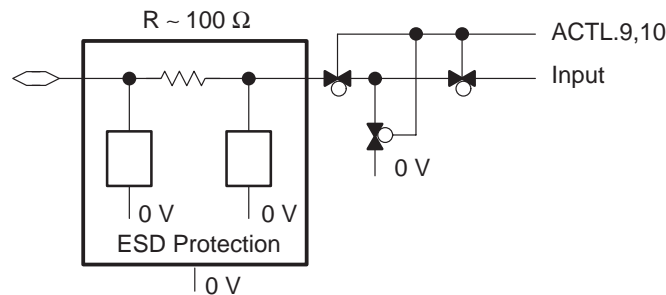 R ~ 100 Ω
ACTL.9,10
Input
0 V
0 V
0 V
ESD Protection
0 V